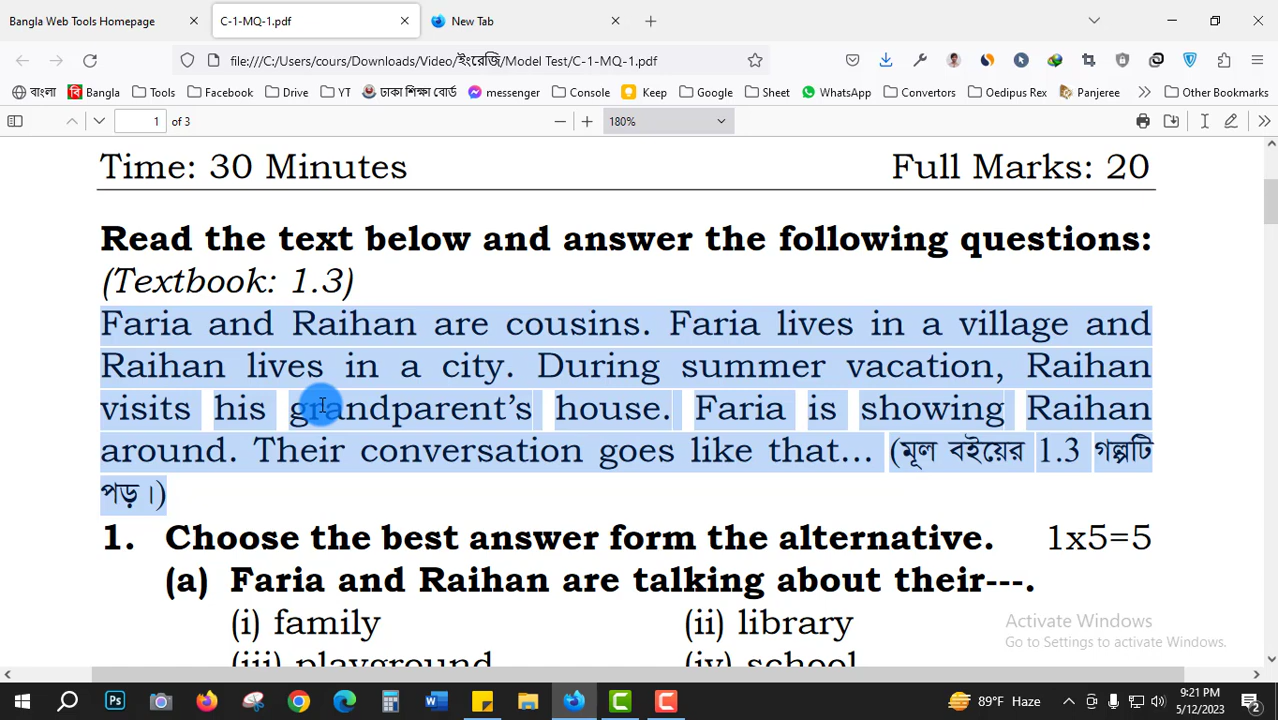 Bangla Web Tools Homepage
C-1-MQ-1.pdf
New Tab
file:///C:/Users/cours/Downloads/Video/ইংরেজি/Model Test/C-1-MQ-1.pdf
বাংলা Bangla Tools Facebook Drive YT ঢাকা শিক্ষা বোর্ড messenger Console Keep Google Sheet WhatsApp Convertors Oedipus Rex Panjeree Other Bookmarks
1 of 3
180%
Time: 30 Minutes Full Marks: 20
Read the text below and answer the following questions:
(Textbook: 1.3)
Faria and Raihan are cousins. Faria lives in a village and
Raihan lives in a city. During summer vacation, Raihan
visits his grandparent’s house. Faria is showing Raihan
around. Their conversation goes like that... (মূল বইয়ের 1.3 গল্পটি
পড়।)
1. Choose the best answer form the alternative. 1x5=5
(a) Faria and Raihan are talking about their---.
(i) family (ii) library
(iii) playground (iv) school
Activate Windows
Go to Settings to activate Windows.
89°F Haze
9:21 PM
5/12/2023
2